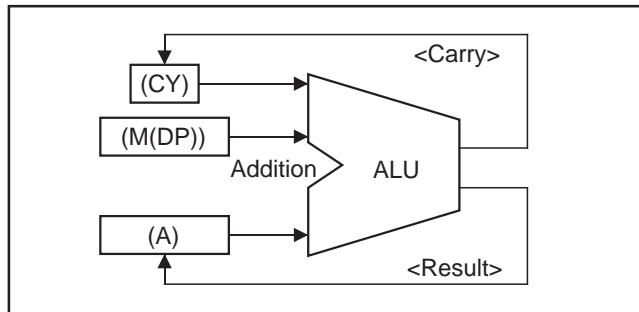 <Carry>
(CY)
(M(DP))
Addition
ALU
(A)
<Result>